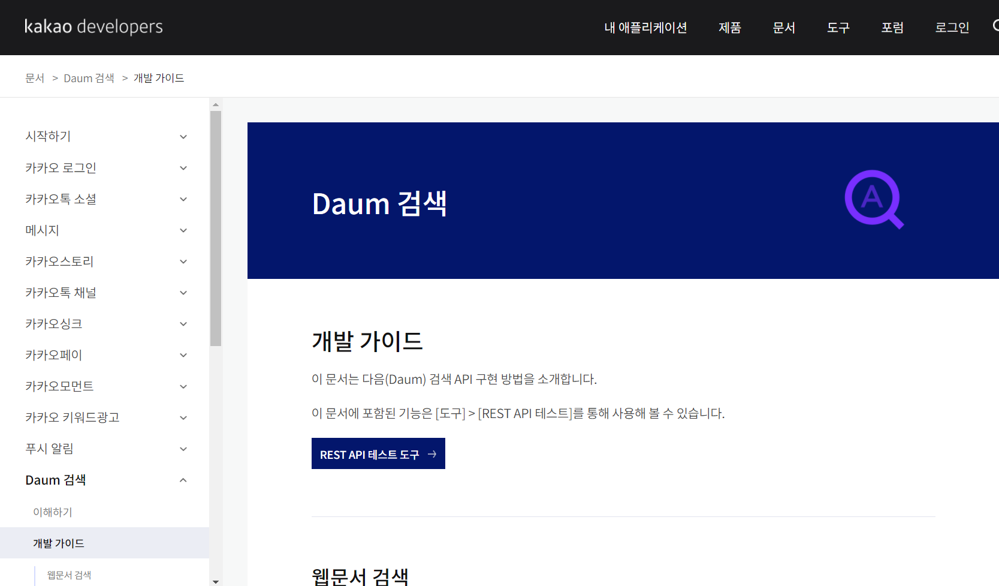 kakao developers
내 애플리케이션 제품 문서 도구 포럼 로그인
문서 > Daum 검색 > 개발 가이드
시작하기
카카오 로그인
카카오톡 소셜
메시지
카카오스토리
카카오톡 채널
카카오싱크
카카오페이
카카오모먼트
카카오 키워드광고
푸시 알림
Daum 검색
이해하기
개발 가이드
웹문서 검색
Daum 검색
A
개발 가이드
이 문서는 다음(Daum) 검색 API 구현 방법을 소개합니다.
이 문서에 포함된 기능은 [도구] > [REST API 테스트]를 통해 사용해 볼 수 있습니다.
REST API 테스트 도구 →
웹문서 검색